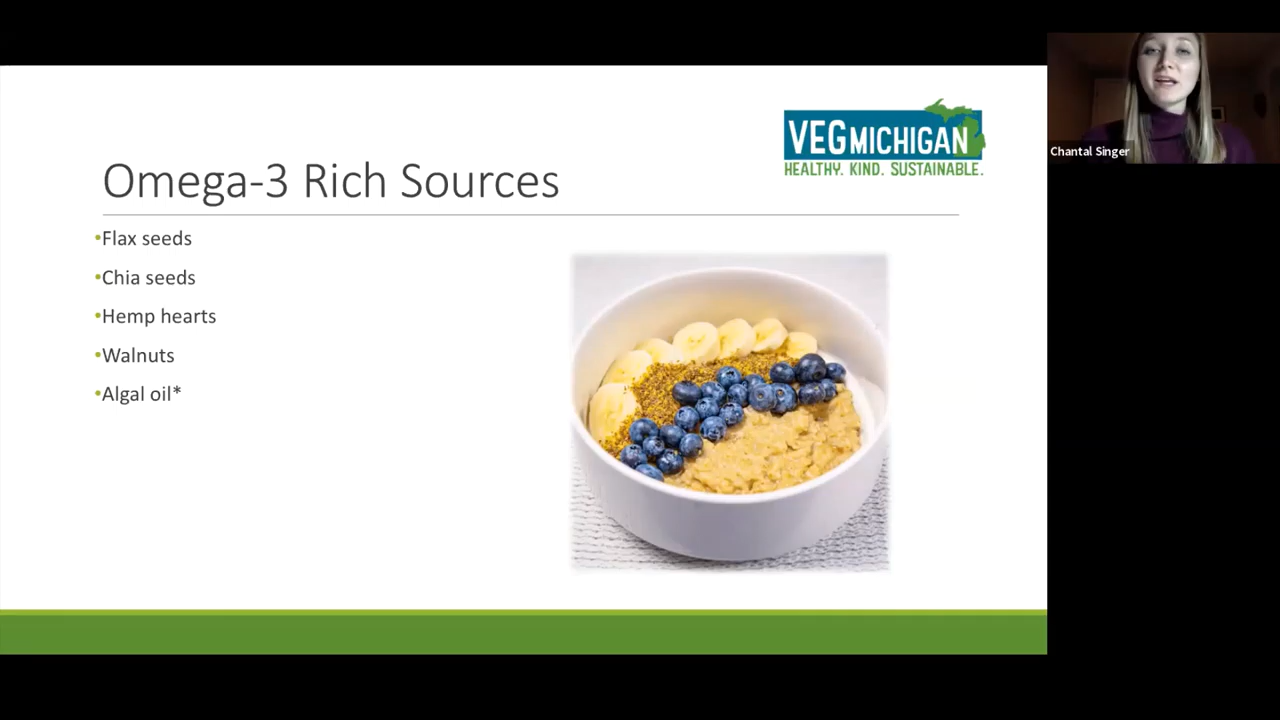 VEGMICHIGAN
HEALTHY. KIND. SUSTAINABLE.
Omega-3 Rich Sources
•Flax seeds
•Chia seeds
•Hemp hearts
•Walnuts
•Algal oil*
Chantal Singer